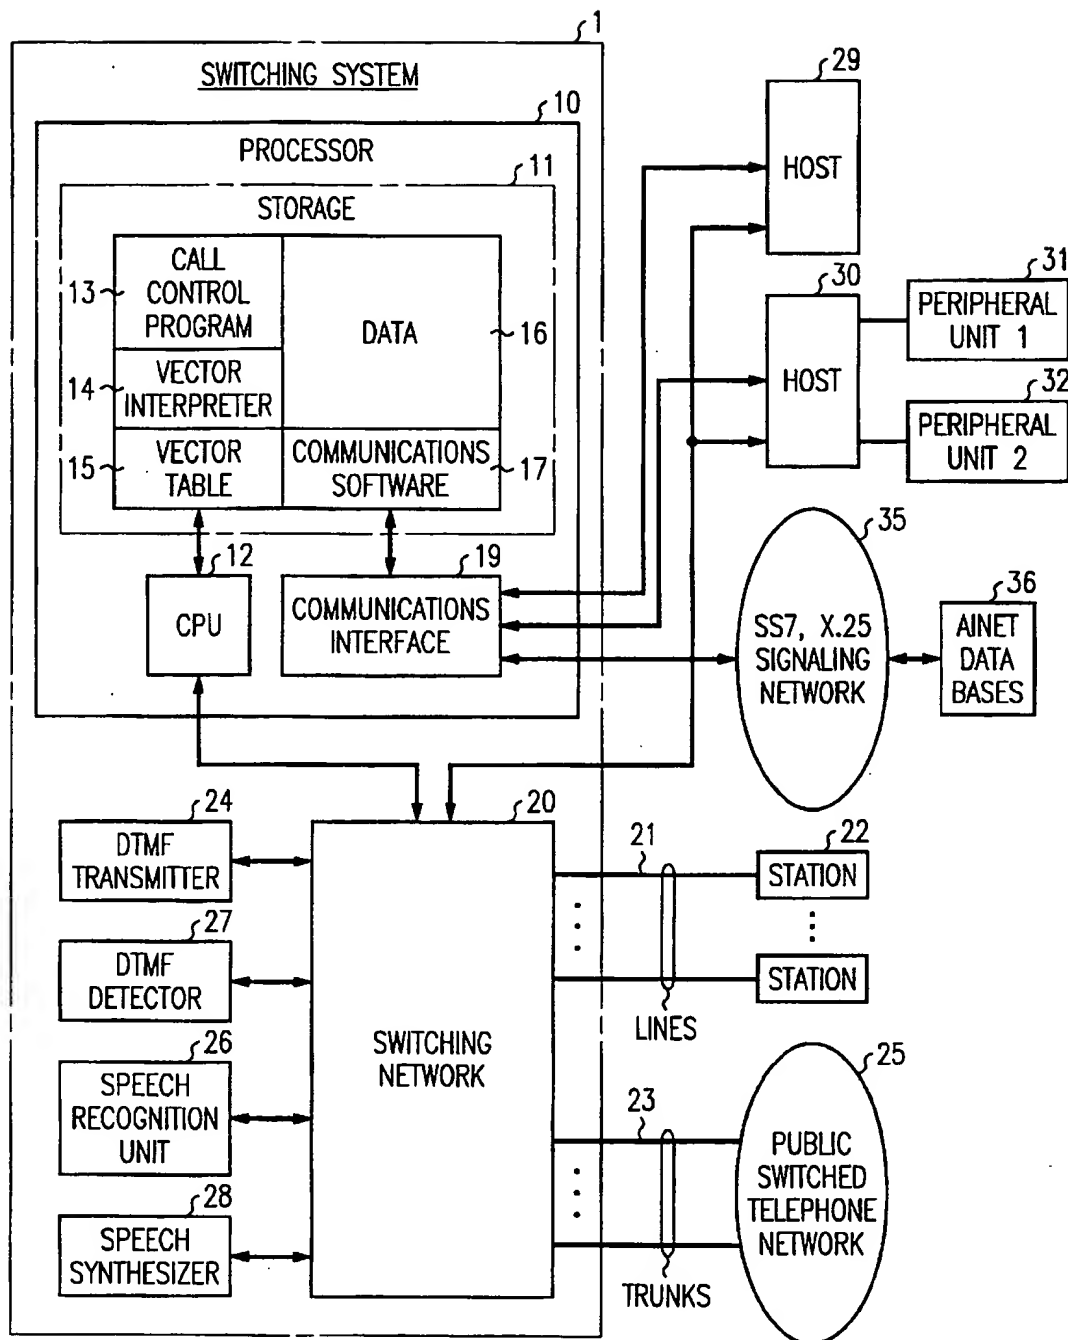 1
SWITCHING SYSTEM
10
PROCESSOR
11
STORAGE
13
CALL
CONTROL
PROGRAM
DATA
16
14
VECTOR
INTERPRETER
15
VECTOR
TABLE
COMMUNICATIONS
SOFTWARE
17
12
CPU
19
COMMUNICATIONS
INTERFACE
29
HOST
30
HOST
31
PERIPHERAL
UNIT 1
32
PERIPHERAL
UNIT 2
35
SS7, X.25
SIGNALING
NETWORK
36
AINET
DATA
BASES
24
DTMF
TRANSMITTER
27
DTMF
DETECTOR
26
SPEECH
RECOGNITION
UNIT
28
SPEECH
SYNTHESIZER
20
SWITCHING
NETWORK
21
22
STATION
STATION
LINES
23
TRUNKS
25
PUBLIC
SWITCHED
TELEPHONE
NETWORK